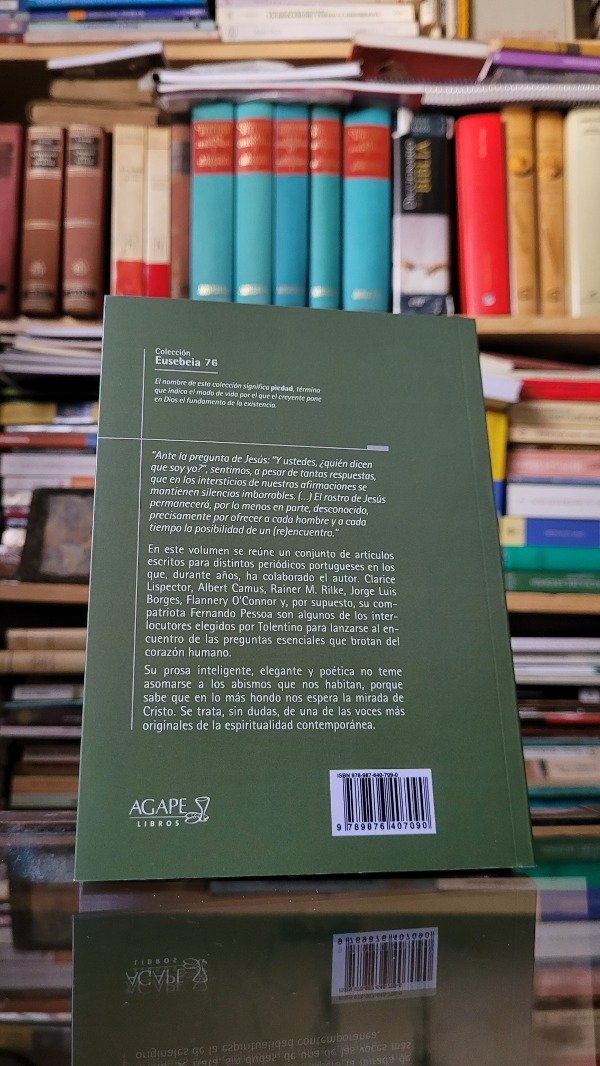 Colección
Eusebeia 76
El nombre de esta colección significa piedad, término
que indica el modo de vida por el que el creyente pone
en Dios el fundamento de la existencia.
"Ante la pregunta de Jesús: "Y ustedes, ¿quién dicen
que soy yo?", sentimos, a pesar de tantas respuestas,
que en los intersticios de nuestras afirmaciones se
mantienen silencios imborrables. (...) El rostro de Jesús
permanecerá, por lo menos en parte, desconocido,
precisamente por ofrecer a cada hombre y a cada
tiempo la posibilidad de un (re)encuentro."
En este volumen se reúne un conjunto de artículos
escritos para distintos periódicos portugueses en los
que, durante años, ha colaborado el autor. Clarice
Lispector, Albert Camus, Rainer M. Rilke, Jorge Luis
Borges, Flannery O'Connor y, por supuesto, su com-
patriota Fernando Pessoa son algunos de los inter-
locutores elegidos por Tolentino para lanzarse al en-
cuentro de las preguntas esenciales que brotan del
corazón humano.
Su prosa inteligente, elegante y poética no teme
asomarse a los abismos que nos habitan, porque
sabe que en lo más hondo nos espera la mirada de
Cristo. Se trata, sin dudas, de una de las voces más
originales de la espiritualidad contemporánea.
ISBN 978-987-640-709-0
9 789876 407090
AGAPE
LIBROS